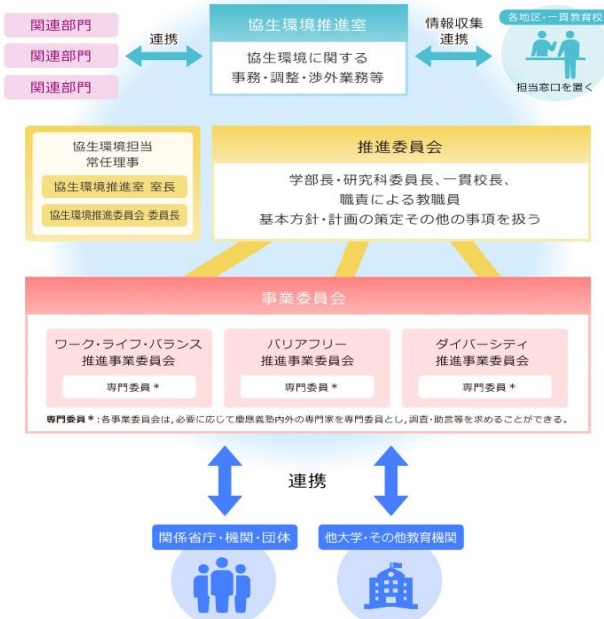 関連部門
関連部門
関連部門
連携
協生環境推進室
協生環境に関する
事務・調整・渉外業務等
情報収集
連携
各地区・一貫教育校
担当窓口を置く
協生環境担当
常任理事
協生環境推進室 室長
協生環境推進委員会 委員長
推進委員会
学部長・研究科委員長、一貫校長、
職責による教職員
基本方針・計画の策定その他の事項を扱う
事業委員会
ワーク・ライフ・バランス
推進事業委員会
専門委員*
バリアフリー
推進事業委員会
専門委員*
ダイバーシティ
推進事業委員会
専門委員*
専門委員*:各事業委員会は,必要に応じて慶應義塾内外の専門家を専門委員とし,調査・助言等を求めることができる。
連携
関係省庁・機関・団体
他大学・その他教育機関